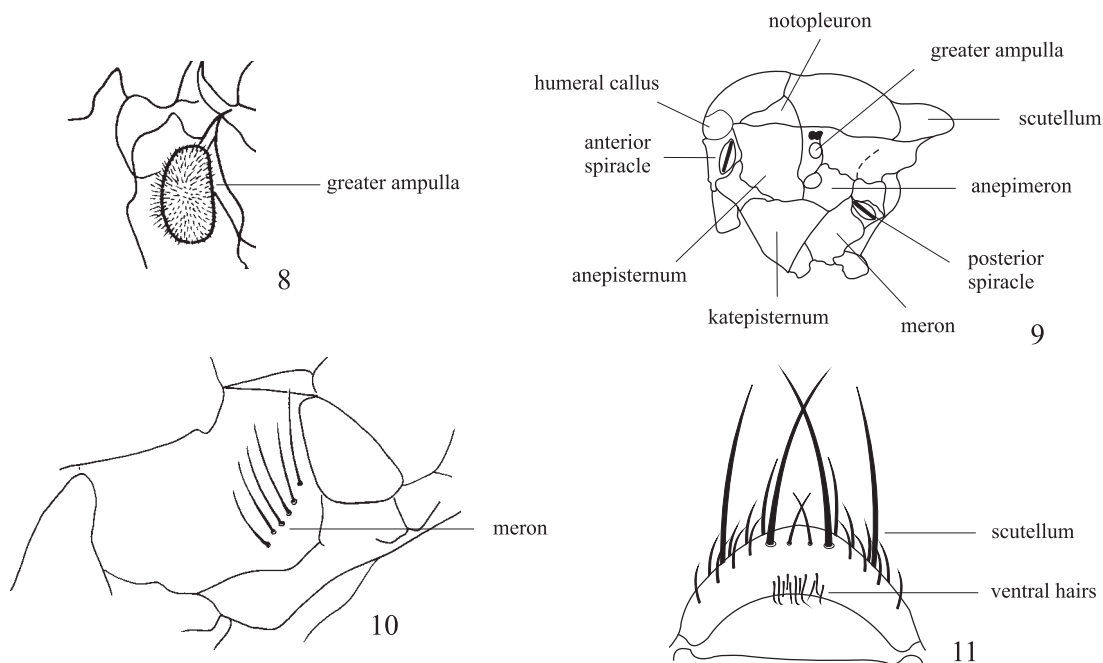 greater ampulla
8
notopleuron
greater ampulla
humeral callus
scutellum
anterior
spiracle
anepimeron
anepisternum
posterior
spiracle
katepisternum
meron
9
meron
10
scutellum
ventral hairs
11